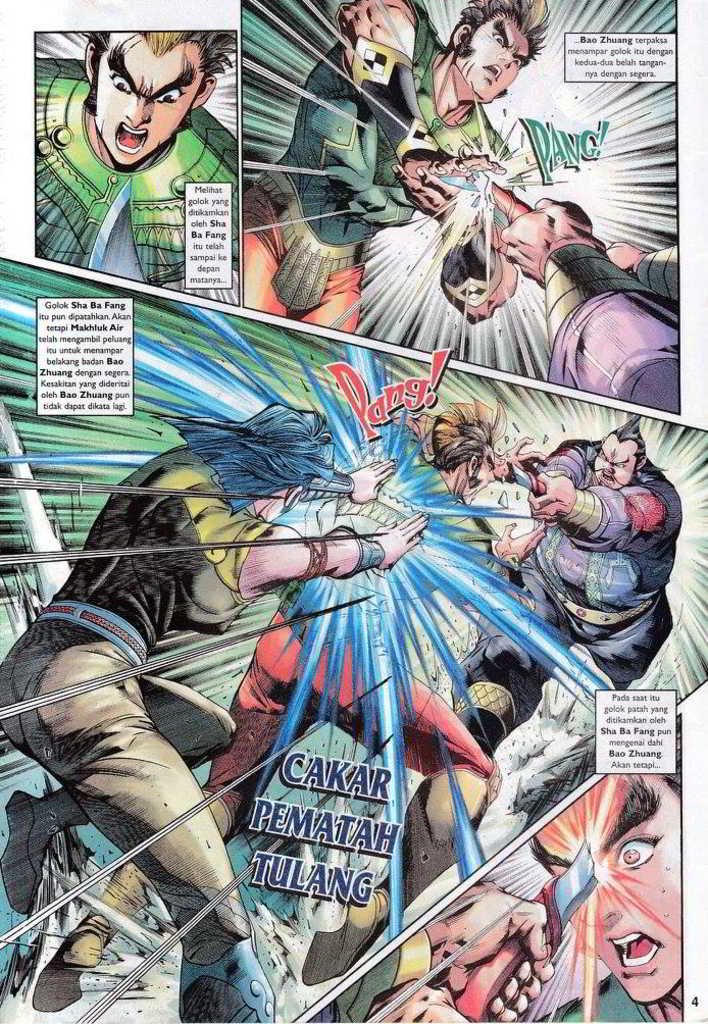 Melihat
golok yang
ditikamkan
oleh Sha
Ba Fang
itu telah
sampai ke
depan
matanya...
...Bao Zhuang terpaksa
menampar golok itu dengan
kedua-dua belah tangan-
nya dengan segera.
PANG!
Golok Sha Ba Fang
itu pun dipatahkan. Akan
tetapi Makhluk Air
telah mengambil peluang
itu untuk menampar
belakang badan Bao
Zhuang dengan segera.
Kesakitan yang dideritai
oleh Bao Zhuang pun
tidak dapat dikata lagi.
Pang!
CAKAR
PEMATAH
TULANG
Pada saat itu
golok patah yang
ditikamkan oleh
Sha Ba Fang pun
mengenai dahi
Bao Zhuang.
Akan tetapi...
4